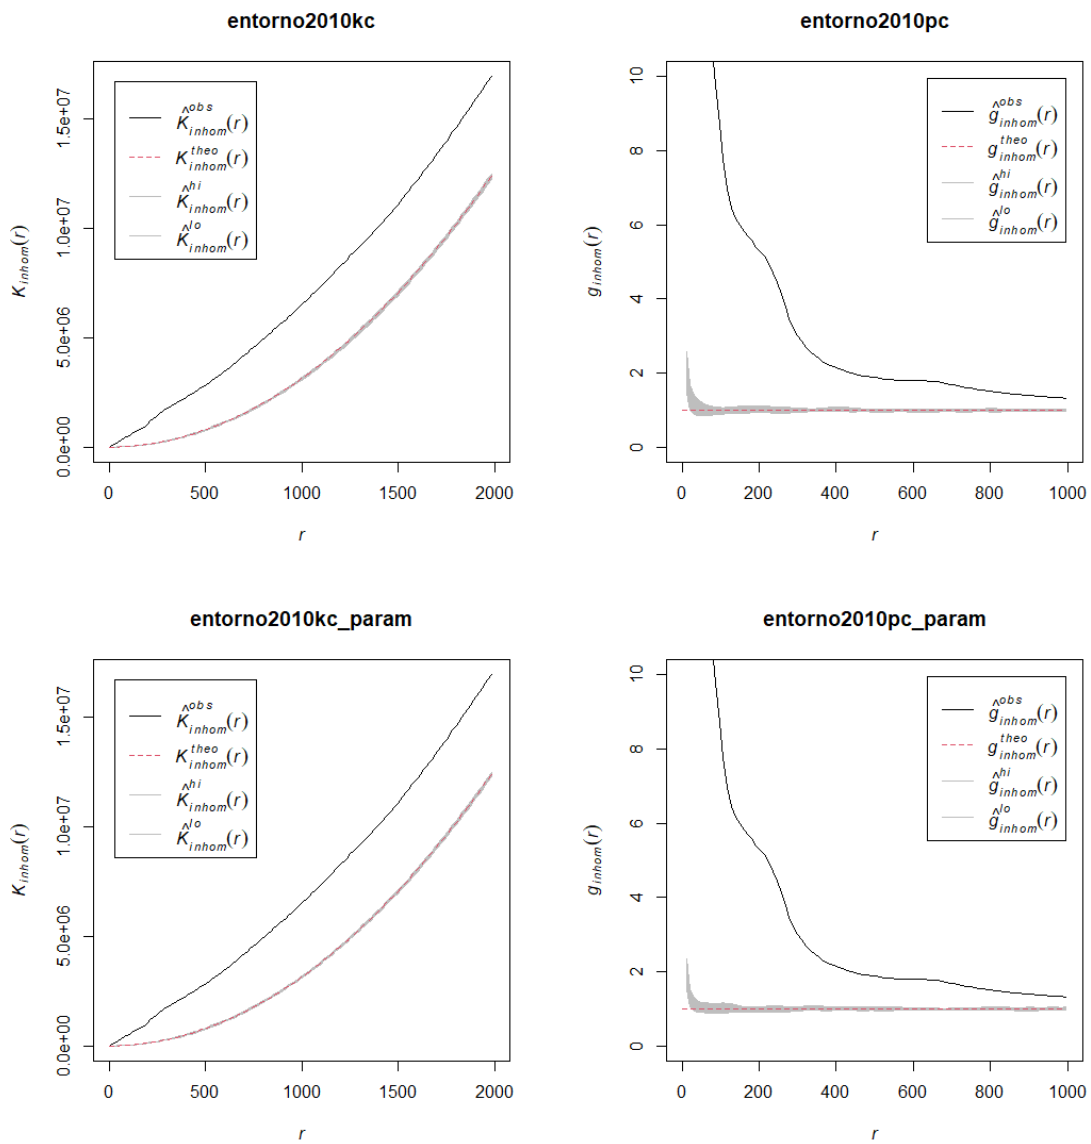 entorno2010kc
K̂ᵒᵇˢᵢₙₕₒₘ(r)
Kᵗʰᵉᵒᵢₙₕₒₘ(r)
K̂ʰⁱᵢₙₕₒₘ(r)
K̂ˡᵒᵢₙₕₒₘ(r)
Kᵢₙₕₒₘ(r)
1.5e+07
1.0e+07
5.0e+06
0.0e+00
0 500 1000 1500 2000
r
entorno2010pc
ĝᵒᵇˢᵢₙₕₒₘ(r)
gᵗʰᵉᵒᵢₙₕₒₘ(r)
ĝʰⁱᵢₙₕₒₘ(r)
ĝˡᵒᵢₙₕₒₘ(r)
gᵢₙₕₒₘ(r)
10
8
6
4
2
0
0 200 400 600 800 1000
r
entorno2010kc_param
K̂ᵒᵇˢᵢₙₕₒₘ(r)
Kᵗʰᵉᵒᵢₙₕₒₘ(r)
K̂ʰⁱᵢₙₕₒₘ(r)
K̂ˡᵒᵢₙₕₒₘ(r)
Kᵢₙₕₒₘ(r)
1.5e+07
1.0e+07
5.0e+06
0.0e+00
0 500 1000 1500 2000
r
entorno2010pc_param
ĝᵒᵇˢᵢₙₕₒₘ(r)
gᵗʰᵉᵒᵢₙₕₒₘ(r)
ĝʰⁱᵢₙₕₒₘ(r)
ĝˡᵒᵢₙₕₒₘ(r)
gᵢₙₕₒₘ(r)
10
8
6
4
2
0
0 200 400 600 800 1000
r